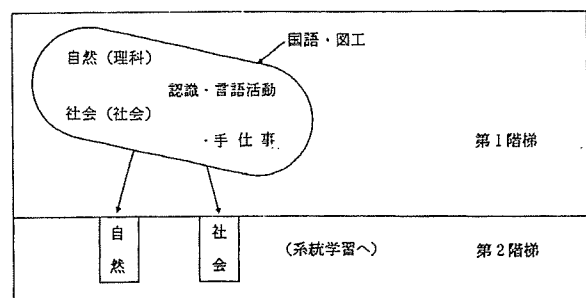 国語・図工
自然（理科）
認識・言語活動
社会（社会）
・手仕事
第1階梯
自然
社会
（系統学習へ）
第2階梯